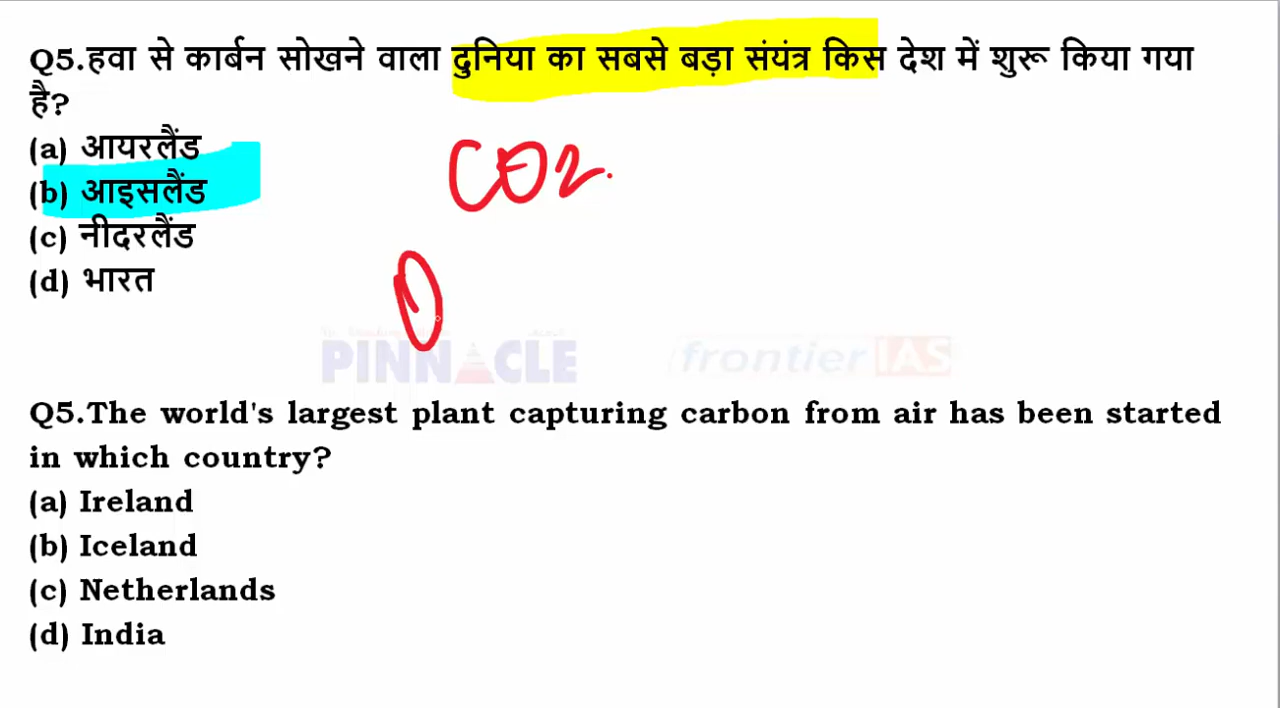 Q5.हवा से कार्बन सोखने वाला दुनिया का सबसे बड़ा संयंत्र किस देश में शुरू किया गया
है?
(a) आयरलैंड
(b) आइसलैंड
(c) नीदरलैंड
(d) भारत
CO2
PINNACLE frontier IAS
Q5.The world's largest plant capturing carbon from air has been started
in which country?
(a) Ireland
(b) Iceland
(c) Netherlands
(d) India